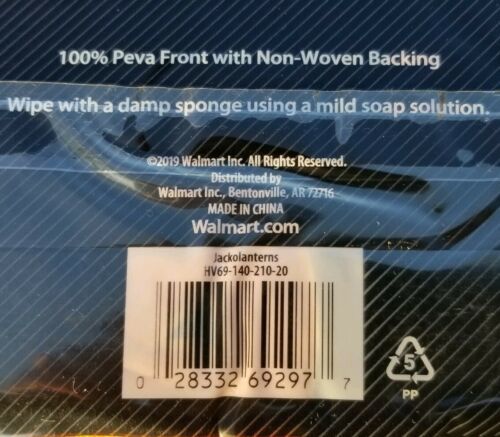 100% Peva Front with Non-Woven Backing
Wipe with a damp sponge using a mild soap solution.
©2019 Walmart Inc. All Rights Reserved.
Distributed by
Walmart Inc., Bentonville, AR 72716
MADE IN CHINA
Walmart.com
Jackolanterns
HV69-140-210-20
0 28332 69297 7
5
PP